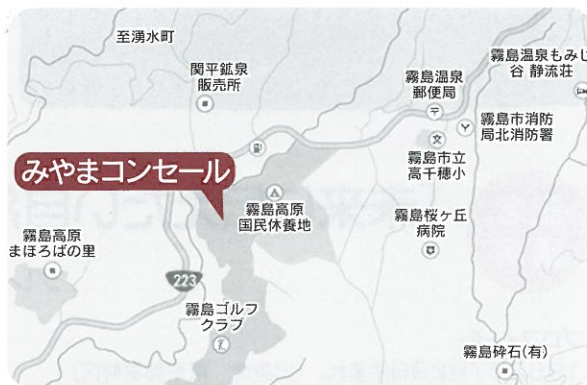 至湧水町
関平鉱泉
販売所
霧島温泉
郵便局
霧島温泉もみじ
谷 静流荘
霧島市消防
局北消防署
霧島市立
高千穂小
みやまコンセール
霧島高原
国民休養地
霧島桜ヶ丘
病院
霧島高原
まほろばの里
223
霧島ゴルフ
クラブ
霧島砕石(有)